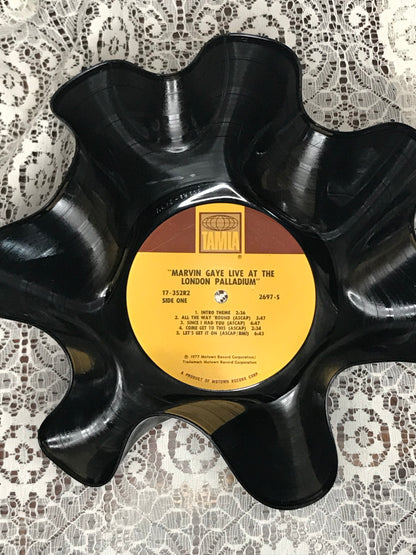 TAMLA
"MARVIN GAYE LIVE AT THE
LONDON PALLADIUM"
17-352R2
SIDE ONE
2697-S
1. INTRO THEME 2:36
2. ALL THE WAY 'ROUND (ASCAP) 3:47
3. SINCE I HAD YOU (ASCAP) 6:47
4. COME GET TO THIS (ASCAP) 2:34
5. LET'S GET IT ON (ASCAP/BMI) 6:43
℗ 1977 Motown Record Corporation/
Trademark Motown Record Corporation.
A PRODUCT OF MOTOWN RECORD CORP.